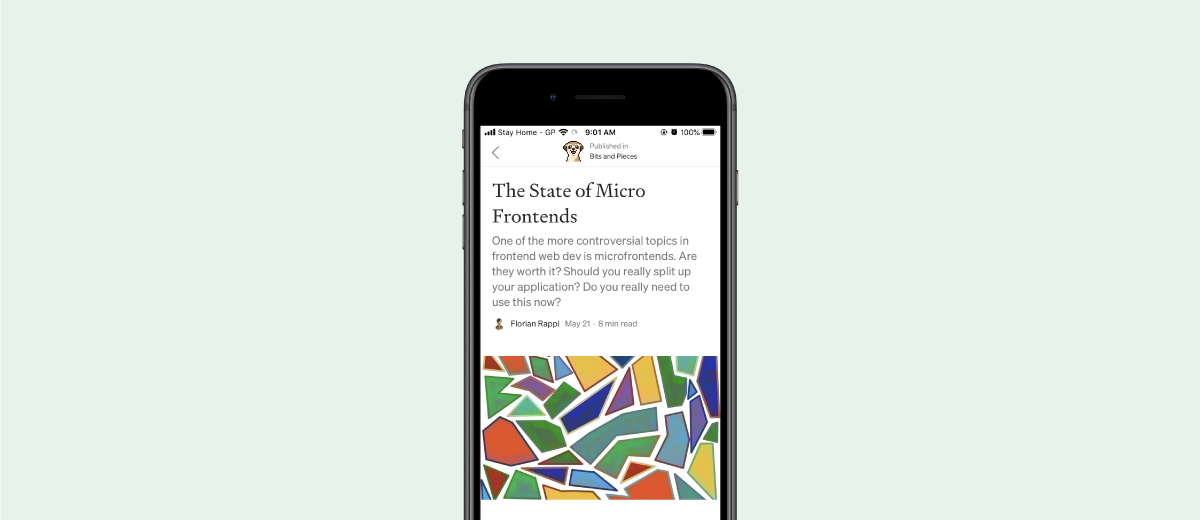 Stay Home - GP 9:01 AM 100%
Published in
Bits and Pieces
The State of Micro
Frontends
One of the more controversial topics in
frontend web dev is microfrontends. Are
they worth it? Should you really split up
your application? Do you really need to
use this now?
Florian Rappl May 21 · 8 min read